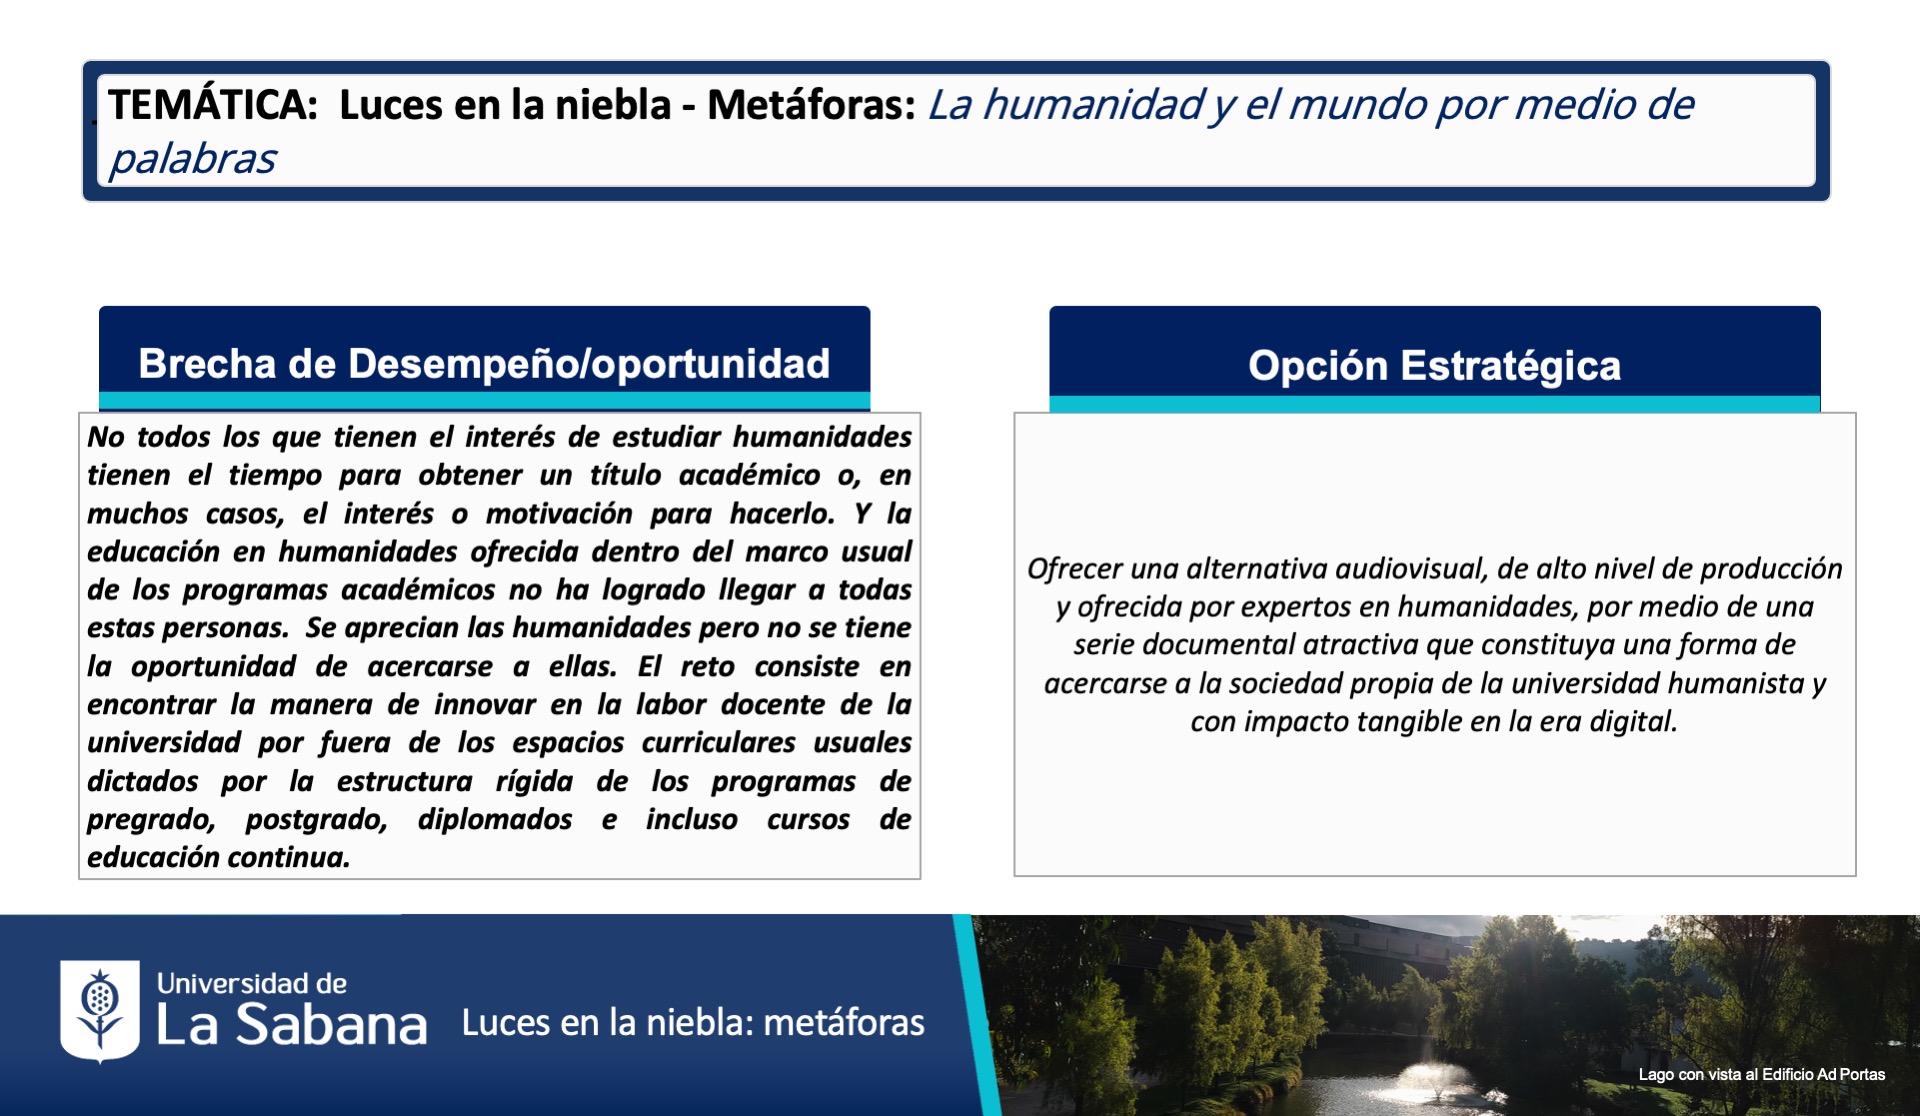 TEMÁTICA:  Luces en la niebla - Metáforas: La humanidad y el mundo por medio de
palabras
Brecha de Desempeño/oportunidad
No todos los que tienen el interés de estudiar humanidades
tienen el tiempo para obtener un título académico o, en
muchos casos, el interés o motivación para hacerlo. Y la
educación en humanidades ofrecida dentro del marco usual
de los programas académicos no ha logrado llegar a todas
estas personas.  Se aprecian las humanidades pero no se tiene
la oportunidad de acercarse a ellas. El reto consiste en
encontrar la manera de innovar en la labor docente de la
universidad por fuera de los espacios curriculares usuales
dictados por la estructura rígida de los programas de
pregrado, postgrado, diplomados e incluso cursos de
educación continua.
Opción Estratégica
Ofrecer una alternativa audiovisual, de alto nivel de producción
y ofrecida por expertos en humanidades, por medio de una
serie documental atractiva que constituya una forma de
acercarse a la sociedad propia de la universidad humanista y
con impacto tangible en la era digital.
Universidad de
La Sabana
Luces en la niebla: metáforas
Lago con vista al Edificio Ad Portas